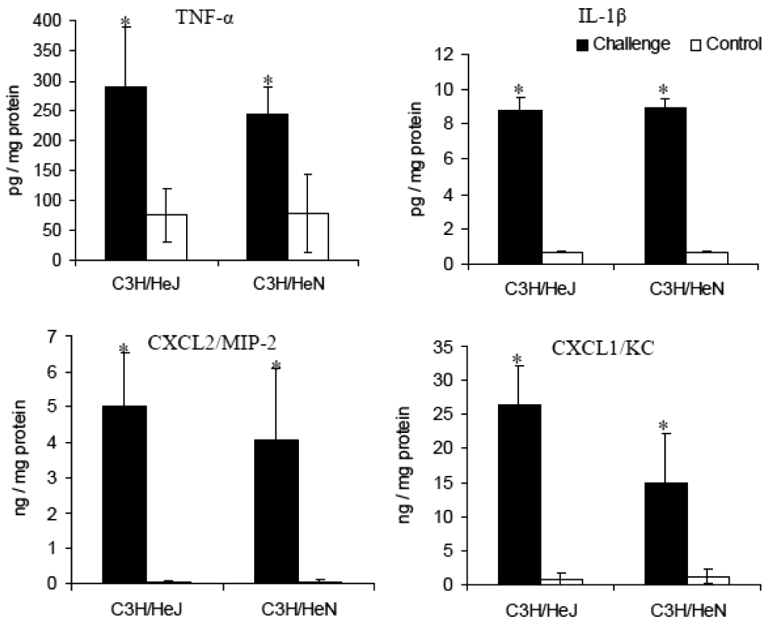 TNF-α
400
350
300
250
200
150
100
50
0
pg / mg protein
*
*
C3H/HeJ
C3H/HeN
IL-1β
Challenge
Control
12
10
8
6
4
2
0
pg / mg protein
*
*
C3H/HeJ
C3H/HeN
CXCL2/MIP-2
7
6
5
4
3
2
1
0
ng / mg protein
*
*
C3H/HeJ
C3H/HeN
CXCL1/KC
35
30
25
20
15
10
5
0
ng / mg protein
*
*
C3H/HeJ
C3H/HeN